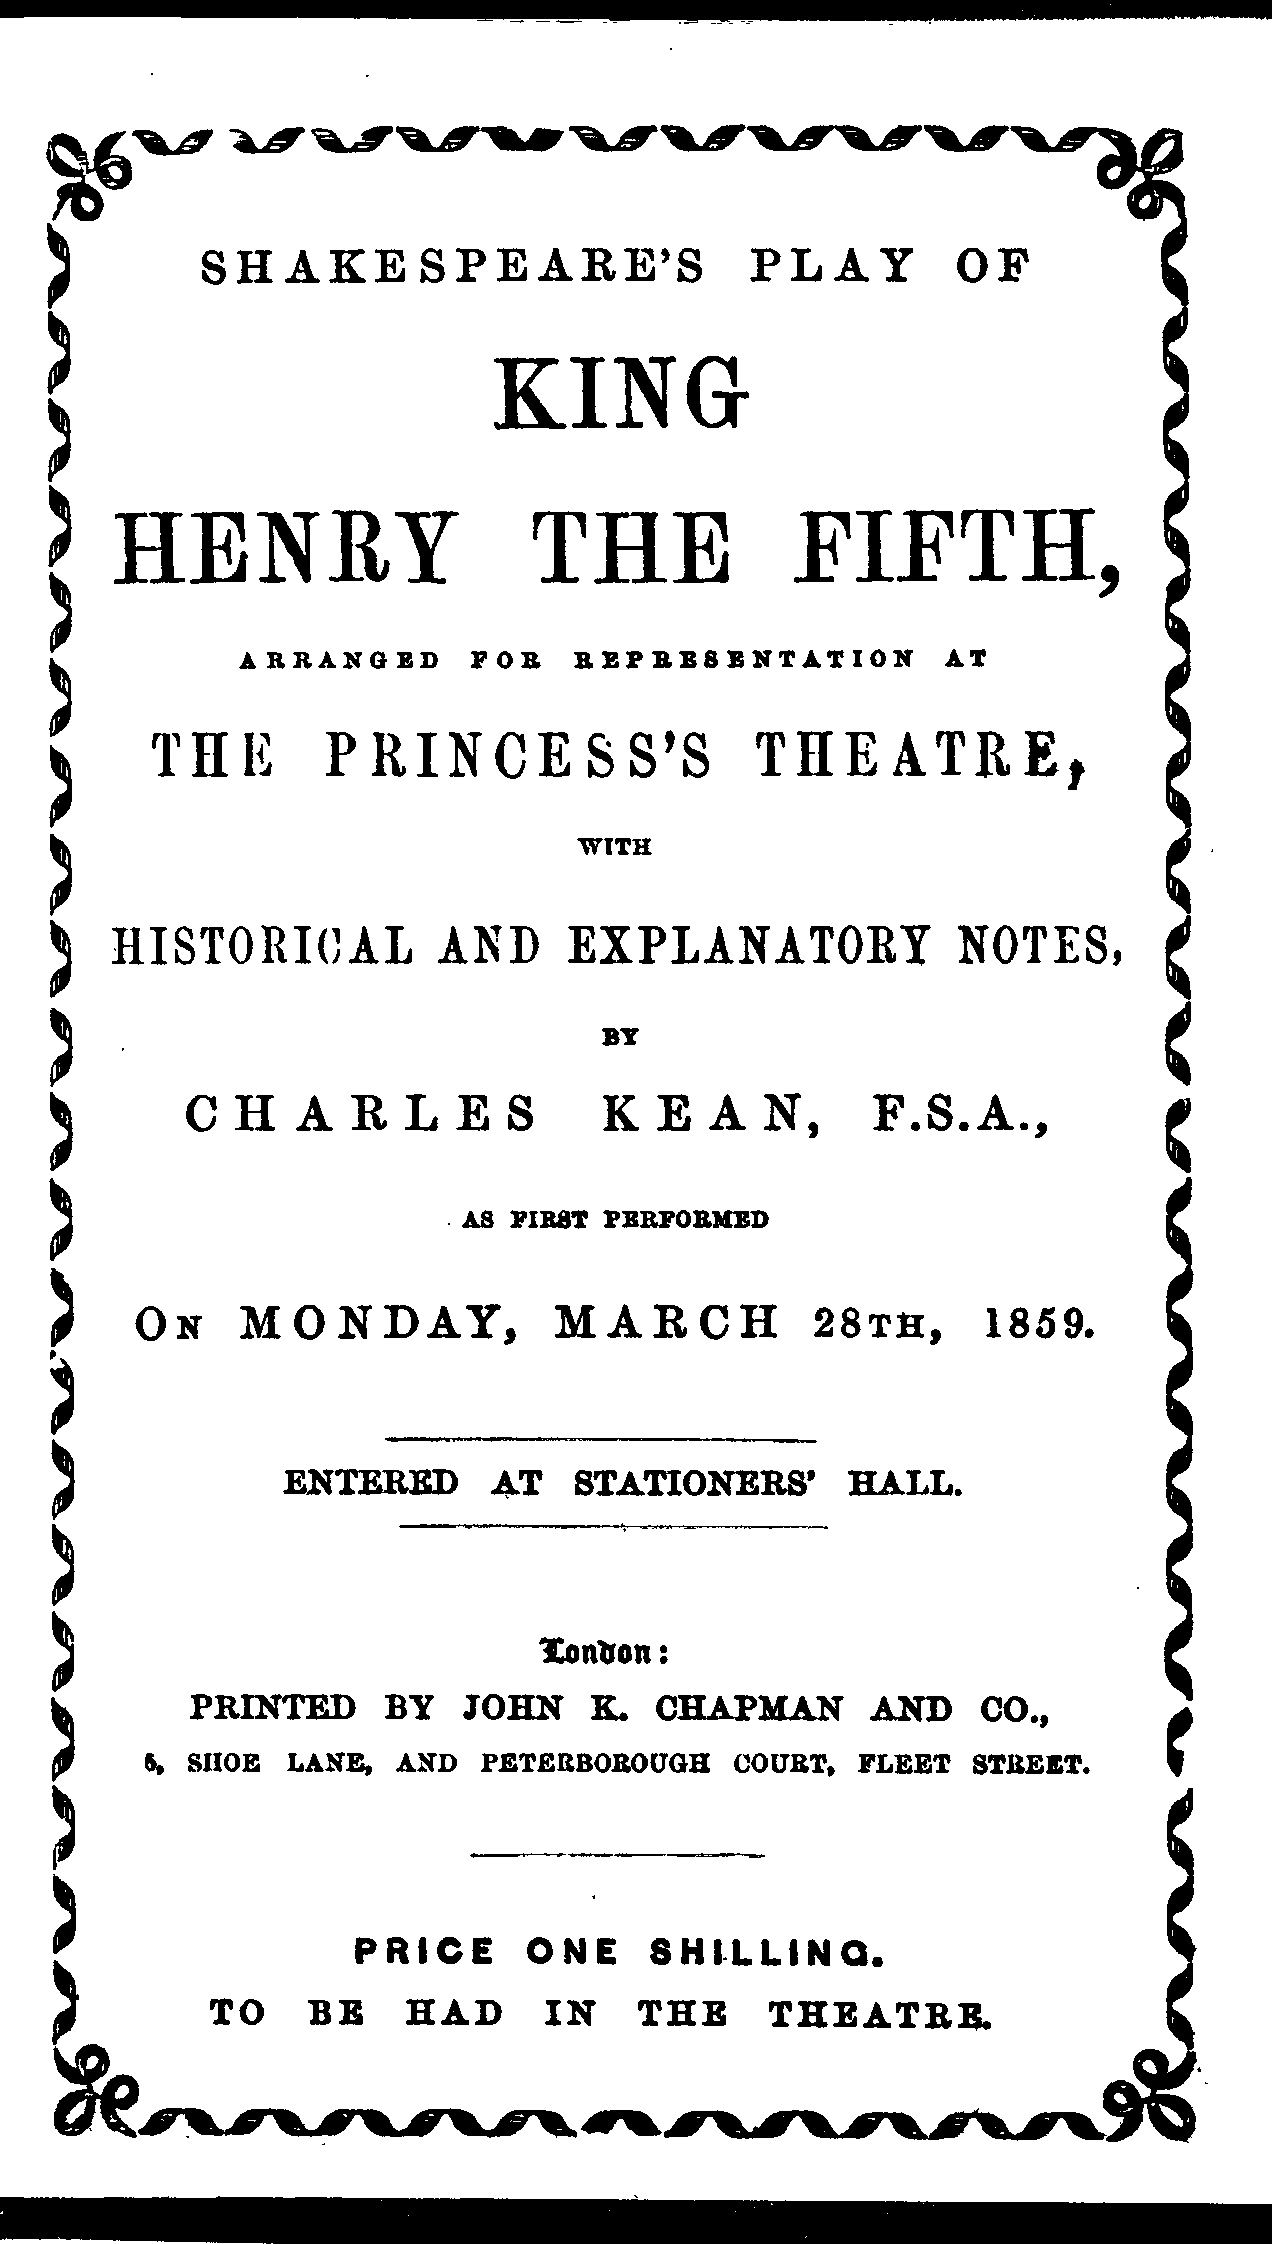 SHAKESPEARE'S PLAY OF
KING
HENRY THE FIFTH,
ARRANGED FOR REPRESENTATION AT
THE PRINCESS'S THEATRE,
WITH
HISTORICAL AND EXPLANATORY NOTES,
BY
CHARLES KEAN, F.S.A.,
AS FIRST PERFORMED
ON MONDAY, MARCH 28TH, 1859.
ENTERED AT STATIONERS' HALL.
London:
PRINTED BY JOHN K. CHAPMAN AND CO.,
5, SHOE LANE, AND PETERBOROUGH COURT, FLEET STREET.
PRICE ONE SHILLING.
TO BE HAD IN THE THEATRE.